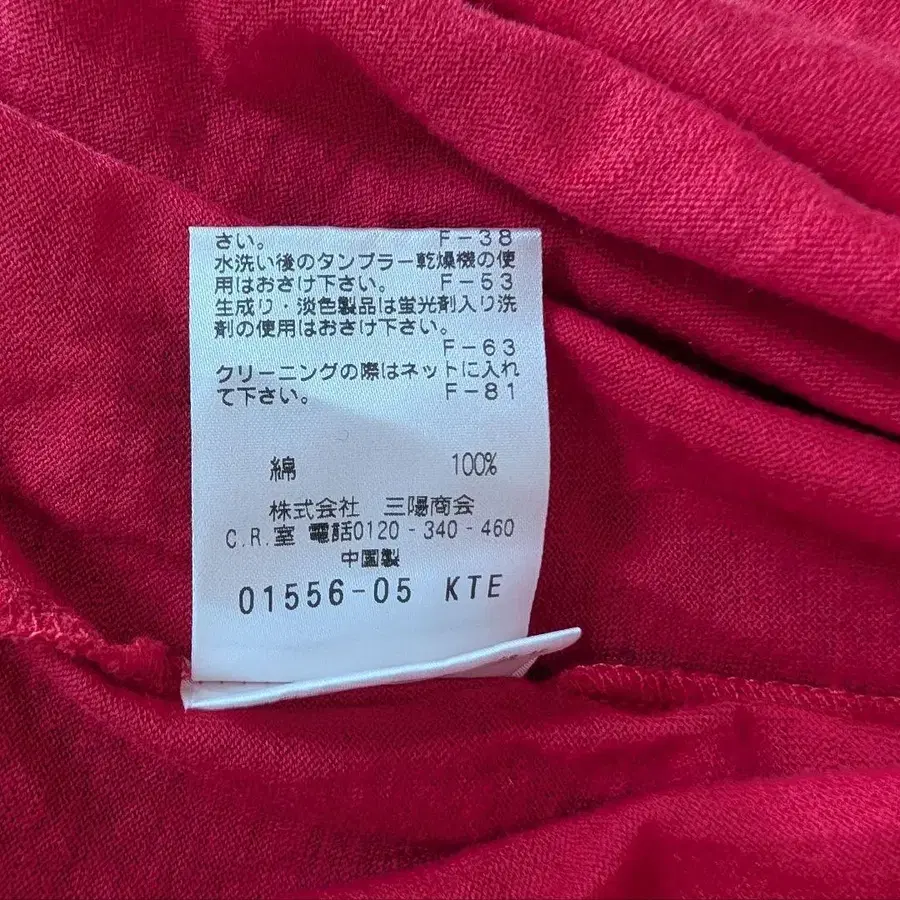 さい。 F-38
水洗い後のタンブラー乾燥機の使
用はおさけ下さい。 F-53
生成り・淡色製品は蛍光剤入り洗
剤の使用はおさけ下さい。
F-63
クリーニングの際はネットに入れ
て下さい。 F-81
綿 100%
株式会社 三陽商会
C.R.室 電話0120-340-460
中国製
01556-05 KTE